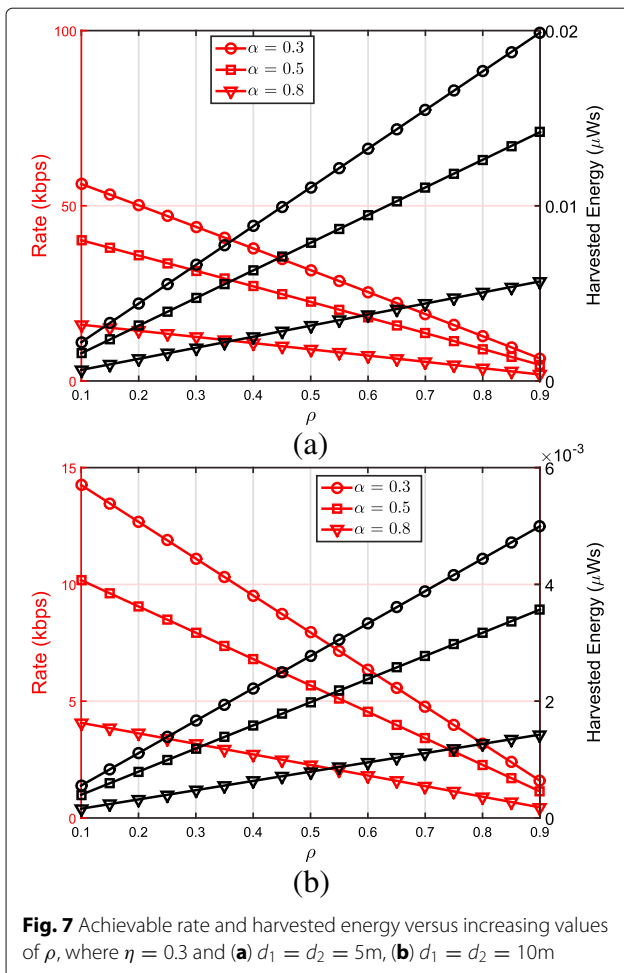 100
50
0
Rate (kbps)
α = 0.3
α = 0.5
α = 0.8
0.02
0.01
0
Harvested Energy (μWs)
0.1 0.2 0.3 0.4 0.5 0.6 0.7 0.8 0.9
ρ
(a)
15
10
5
0
Rate (kbps)
α = 0.3
α = 0.5
α = 0.8
×10⁻³
6
4
2
0
Harvested Energy (μWs)
0.1 0.2 0.3 0.4 0.5 0.6 0.7 0.8 0.9
ρ
(b)
Fig. 7 Achievable rate and harvested energy versus increasing values
of ρ, where η = 0.3 and (a) d₁ = d₂ = 5m, (b) d₁ = d₂ = 10m